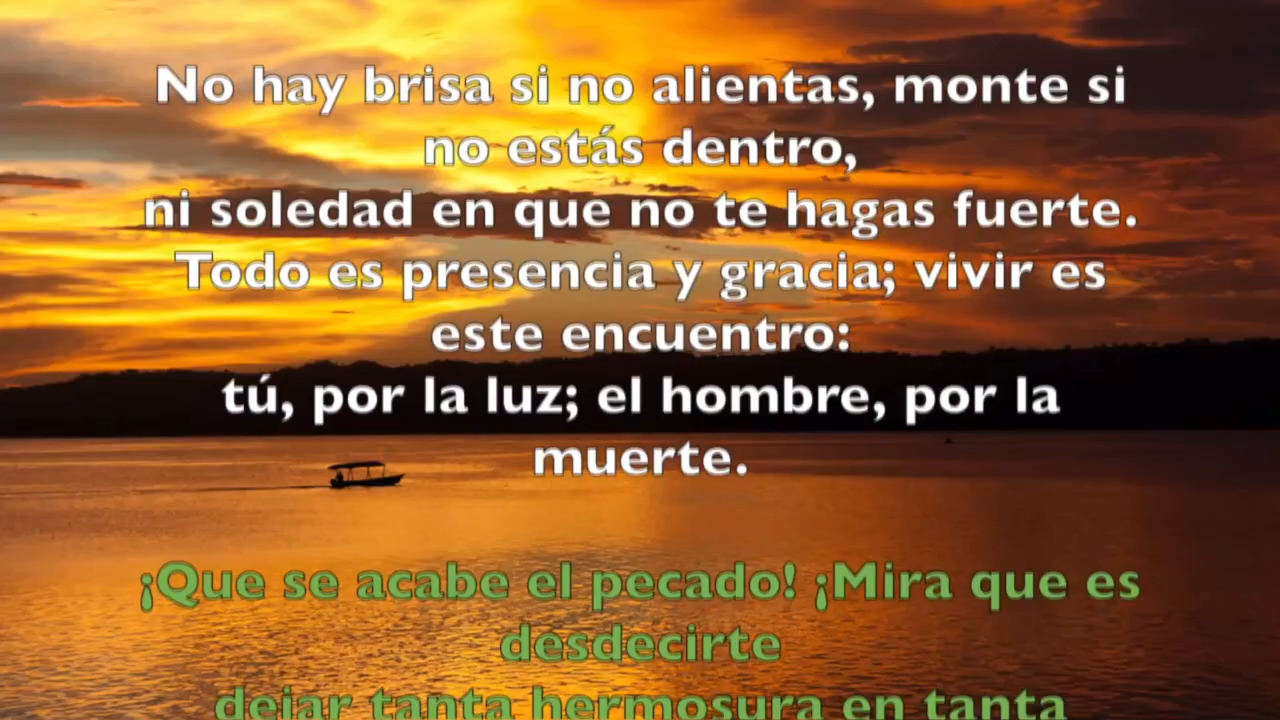 No hay brisa si no alientas, monte si
no estás dentro,
ni soledad en que no te hagas fuerte.
Todo es presencia y gracia; vivir es
este encuentro:
tú, por la luz; el hombre, por la
muerte.
¡Que se acabe el pecado! ¡Mira que es
desdecirte
dejar tanta hermosura en tanta